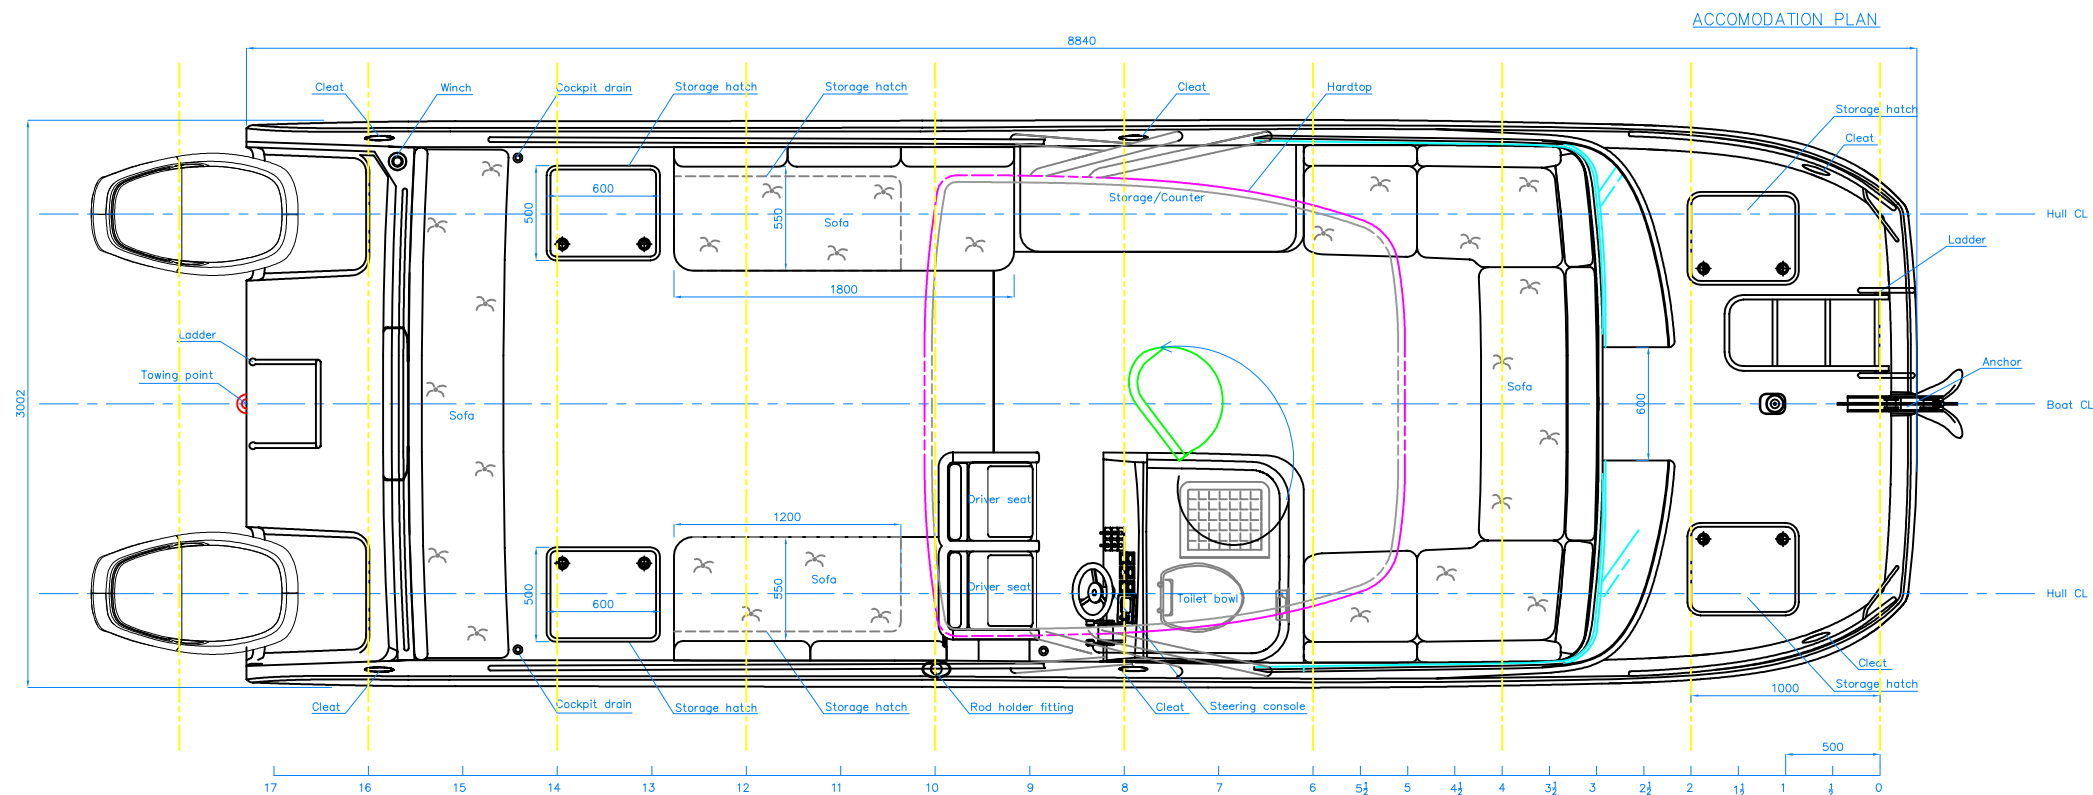 ACCOMODATION PLAN
8840
Cleat
Winch
Cockpit drain
Storage hatch
Storage hatch
Cleat
Hardtop
Storage hatch
Cleat
600
500
550
Sofa
Storage/Counter
Hull CL
Ladder
1800
Ladder
Towing point
Anchor
3002
Sofa
Sofa
600
Boat CL
Driver seat
1200
Driver seat
500
600
550
Sofa
Toilet bowl
Hull CL
Cleat
Storage hatch
1000
Cleat
Cockpit drain
Storage hatch
Storage hatch
Rod holder fitting
Cleat
Steering console
500
17 16 15 14 13 12 11 10 9 8 7 6 5½ 5 4½ 4 3½ 3 2½ 2 1½ 1 ½ 0